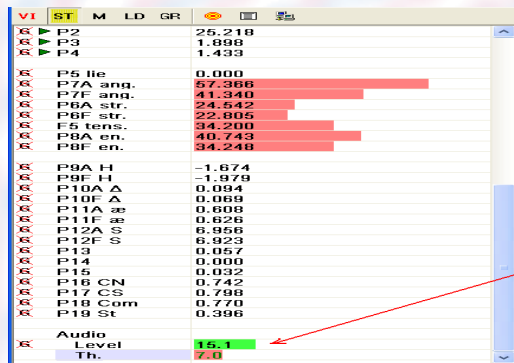 VI ST M LD GR
P2 25.218
P3 1.898
P4 1.433
P5 lie 0.000
P7A ang. 57.366
P7F ang. 41.340
P6A str. 24.542
P6F str. 22.805
F5 tens. 34.200
P8A en. 40.743
P8F en. 34.248
P9A H -1.674
P9F H -1.979
P10A Δ 0.094
P10F Δ 0.069
P11A æ 0.608
P11F æ 0.626
P12A S 6.956
P12F S 6.923
P13 0.057
P14 0.000
P15 0.032
P16 CN 0.742
P17 CS 0.798
P18 Com 0.770
P19 St 0.396
Audio
Level 15.1
Th. 7.0